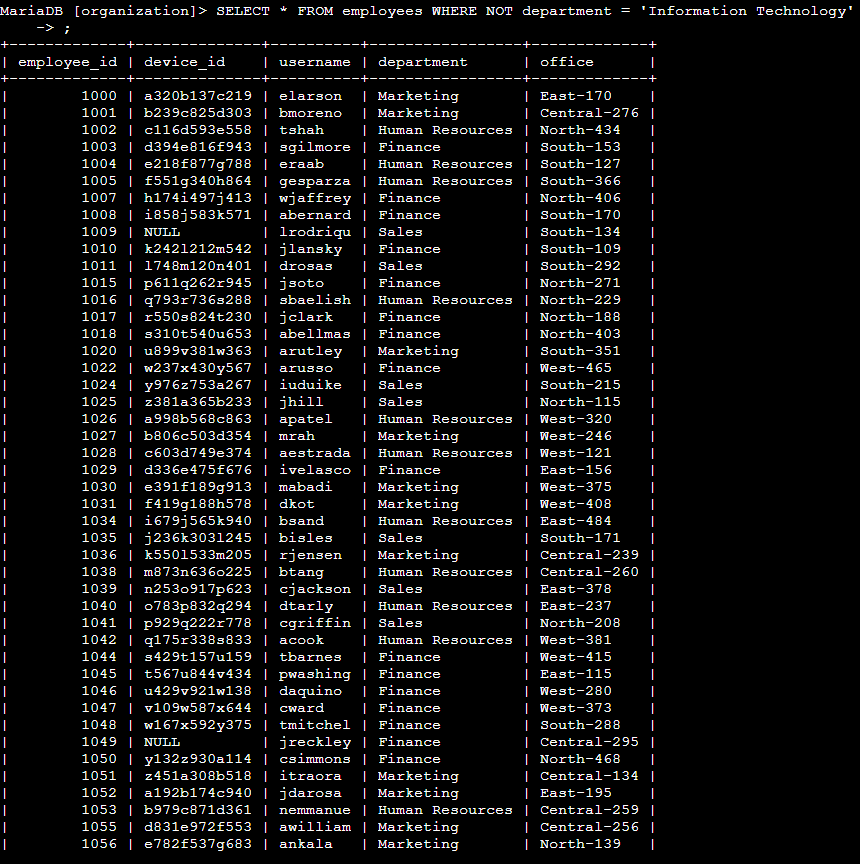 MariaDB [organization]> SELECT * FROM employees WHERE NOT department = 'Information Technology'
    -> ;
+-------------+--------------+----------+-----------------+-------------+
| employee_id | device_id    | username | department      | office      |
+-------------+--------------+----------+-----------------+-------------+
|        1000 | a320b137c219 | elarson  | Marketing       | East-170    |
|        1001 | b239c825d303 | bmoreno  | Marketing       | Central-276 |
|        1002 | c116d593e558 | tshah    | Human Resources | North-434   |
|        1003 | d394e816f943 | sgilmore | Finance         | South-153   |
|        1004 | e218f877g788 | eraab    | Human Resources | South-127   |
|        1005 | f551g340h864 | gesparza | Human Resources | South-366   |
|        1007 | h174i497j413 | wjaffrey | Finance         | North-406   |
|        1008 | i858j583k571 | abernard | Finance         | South-170   |
|        1009 | NULL         | lrodriqu | Sales           | South-134   |
|        1010 | k242l212m542 | jlansky  | Finance         | South-109   |
|        1011 | l748m120n401 | drosas   | Sales           | South-292   |
|        1015 | p611q262r945 | jsoto    | Finance         | North-271   |
|        1016 | q793r736s288 | sbaelish | Human Resources | North-229   |
|        1017 | r550s824t230 | jclark   | Finance         | North-188   |
|        1018 | s310t540u653 | abellmas | Finance         | North-403   |
|        1020 | u899v381w363 | arutley  | Marketing       | South-351   |
|        1022 | w237x430y567 | arusso   | Finance         | West-465    |
|        1024 | y976z753a267 | iuduike  | Sales           | South-215   |
|        1025 | z381a365b233 | jhill    | Sales           | North-115   |
|        1026 | a998b568c863 | apatel   | Human Resources | West-320    |
|        1027 | b806c503d354 | mrah     | Marketing       | West-246    |
|        1028 | c603d749e374 | aestrada | Human Resources | West-121    |
|        1029 | d336e475f676 | ivelasco | Finance         | East-156    |
|        1030 | e391f189g913 | mabadi   | Marketing       | West-375    |
|        1031 | f419g188h578 | dkot     | Marketing       | West-408    |
|        1034 | i679j565k940 | bsand    | Human Resources | East-484    |
|        1035 | j236k303l245 | bisles   | Sales           | South-171   |
|        1036 | k550l533m205 | rjensen  | Marketing       | Central-239 |
|        1038 | m873n636o225 | btang    | Human Resources | Central-260 |
|        1039 | n253o917p623 | cjackson | Sales           | East-378    |
|        1040 | o783p832q294 | dtarly   | Human Resources | East-237    |
|        1041 | p929q222r778 | cgriffin | Sales           | North-208   |
|        1042 | q175r338s833 | acook    | Human Resources | West-381    |
|        1044 | s429t157u159 | tbarnes  | Finance         | West-415    |
|        1045 | t567u844v434 | pwashing | Finance         | East-115    |
|        1046 | u429v921w138 | daquino  | Finance         | West-280    |
|        1047 | v109w587x644 | cward    | Finance         | West-373    |
|        1048 | w167x592y375 | tmitchel | Finance         | South-288   |
|        1049 | NULL         | jreckley | Finance         | Central-295 |
|        1050 | y132z930a114 | csimmons | Finance         | North-468   |
|        1051 | z451a308b518 | itraora  | Marketing       | Central-134 |
|        1052 | a192b174c940 | jdarosa  | Marketing       | East-195    |
|        1053 | b979c871d361 | nemmanue | Human Resources | Central-259 |
|        1055 | d831e972f553 | awilliam | Marketing       | Central-256 |
|        1056 | e782f537g683 | ankala   | Marketing       | North-139   |